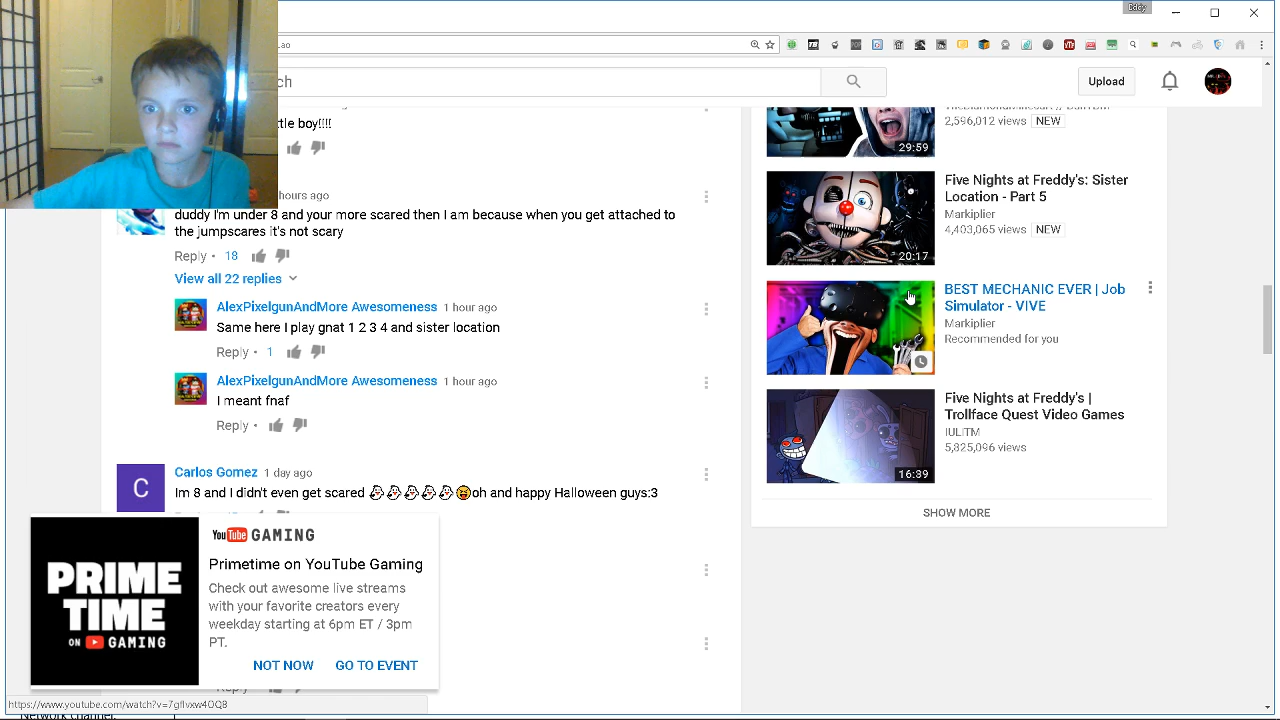 Eddy
.ao
ch
Upload
tle boy!!!!
hours ago
duddy I'm under 8 and your more scared then I am because when you get attached to
the jumpscares it's not scary
Reply • 18
View all 22 replies
AlexPixelgunAndMore Awesomeness 1 hour ago
Same here I play gnat 1 2 3 4 and sister location
Reply • 1
AlexPixelgunAndMore Awesomeness 1 hour ago
I meant fnaf
Reply •
C
Carlos Gomez 1 day ago
Im 8 and I didn't even get scared 👻👻👻👻👻😆oh and happy Halloween guys:3
PRIME
TIME
ON GAMING
YouTube GAMING
Primetime on YouTube Gaming
Check out awesome live streams
with your favorite creators every
weekday starting at 6pm ET / 3pm
PT.
NOT NOW GO TO EVENT
Reply
https://www.youtube.com/watch?v=7gflvxw4OQ8
Network channel.
2,596,012 views NEW
29:59
Five Nights at Freddy's: Sister
Location - Part 5
Markiplier
4,403,065 views NEW
20:17
BEST MECHANIC EVER | Job
Simulator - VIVE
Markiplier
Recommended for you
Five Nights at Freddy's |
Trollface Quest Video Games
IULITM
5,825,096 views
16:39
SHOW MORE